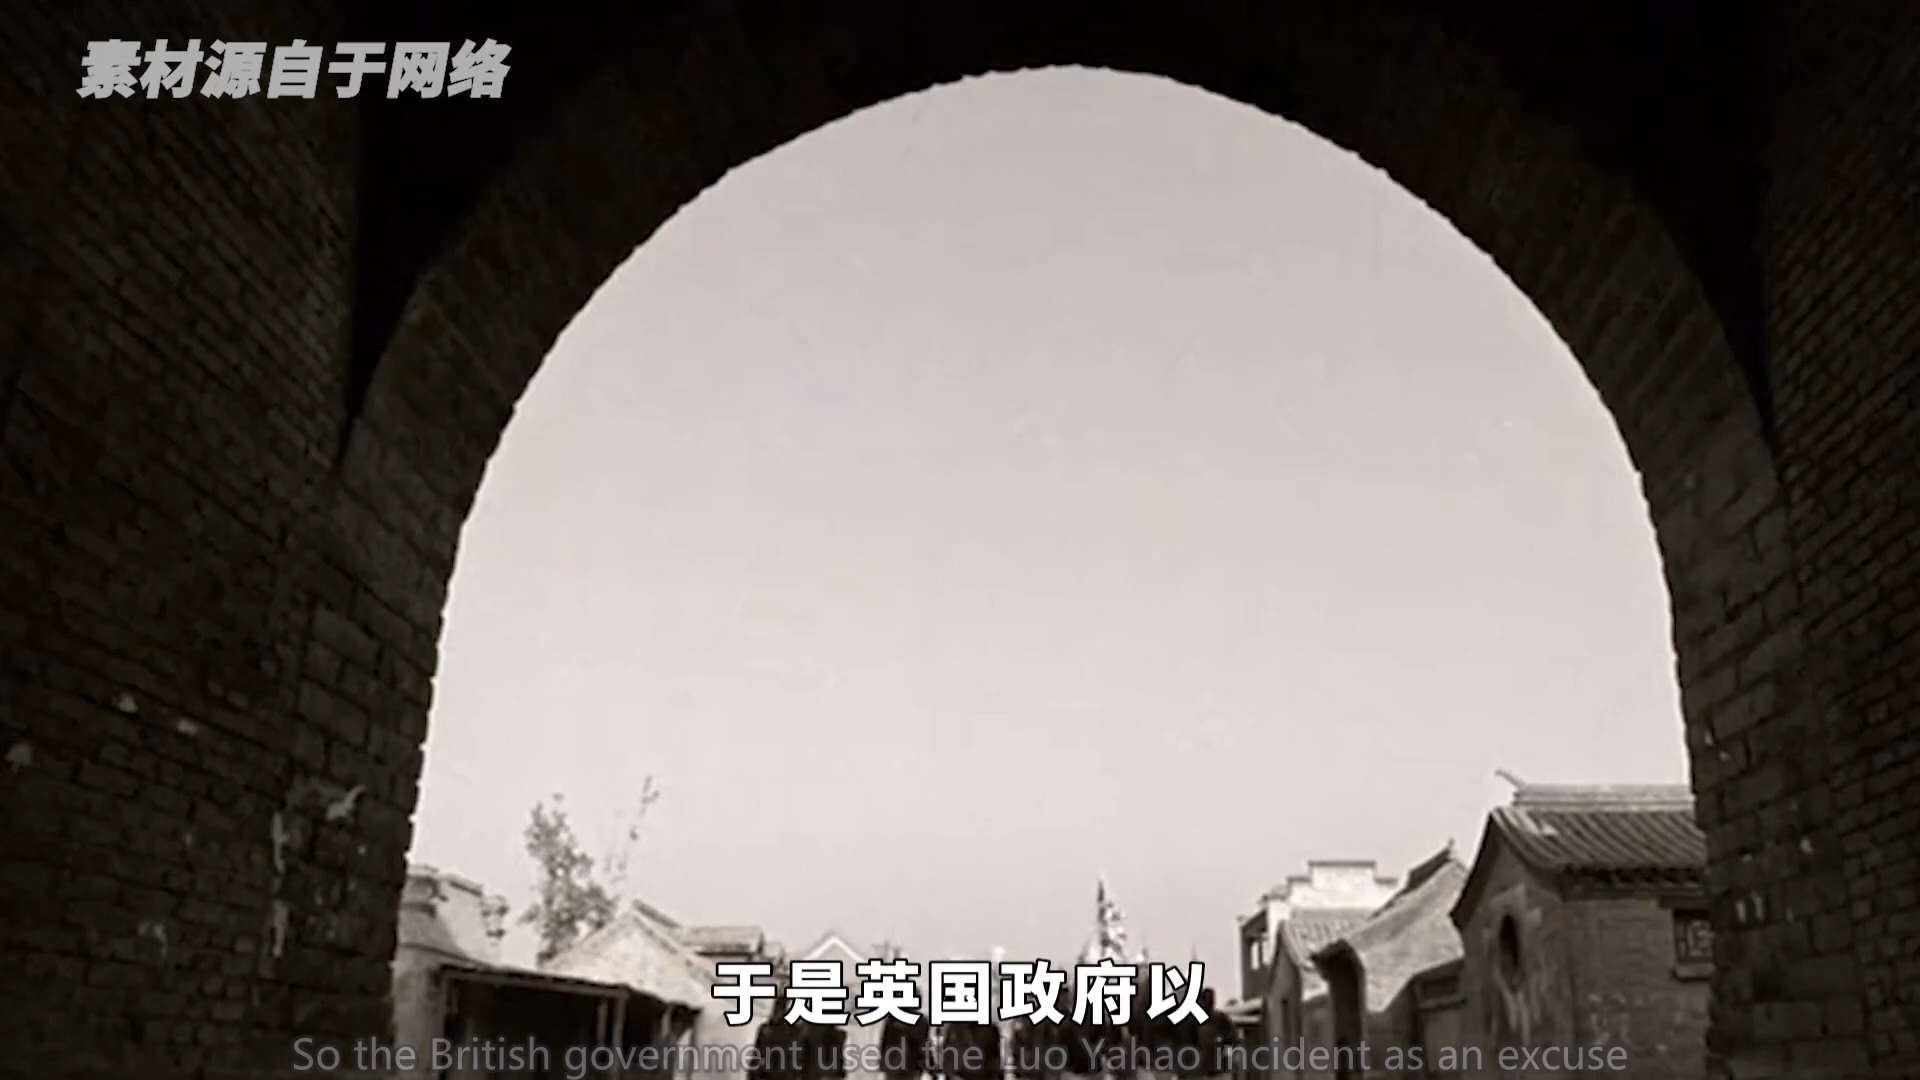 素材源自于网络
于是英国政府以
So the British government used the Luo Yahao incident as an excuse